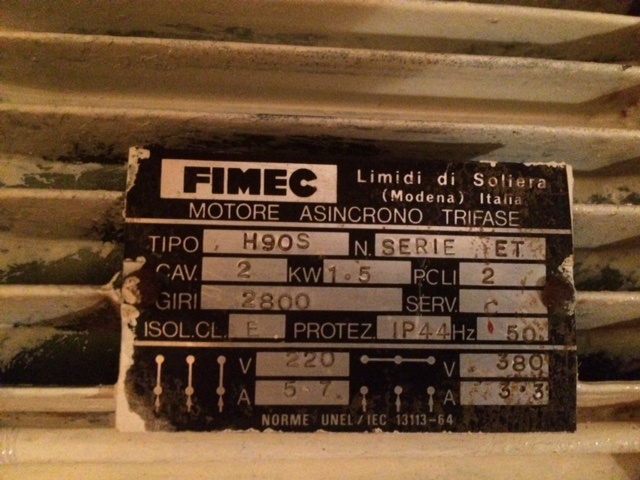 FIMEC Limidi di Soliera
(Modena) Italia
MOTORE ASINCRONO TRIFASE
TIPO H90S N. SERIE ET
CAV. 2 KW 1.5 PCLI 2
GIRI 2800 SERV. C
ISOL.CL. E PROTEZ. IP44 Hz 50
V 220 V 380
A 5.7 A 3.3
NORME UNEL/IEC 13113-64